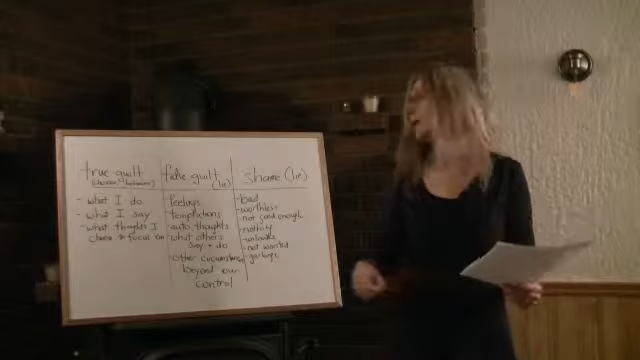 true guilt
fake guilt (lie)
shame (lie)
- what I do
- what I say
- what thoughts I
choose to focus on
feelings
temptations
auto thoughts
what others
say + do
other circumstances
beyond our
control
- bad
- worthless
- not good enough
- nothing
- unlovable
- not wanted
- garbage